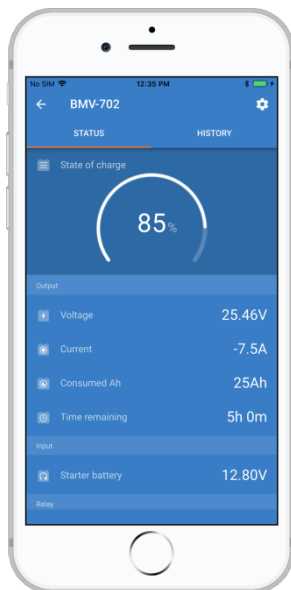 No SIM 12:35 PM
BMV-702
STATUS HISTORY
State of charge
85%
Output
Voltage 25.46V
Current -7.5A
Consumed Ah 25Ah
Time remaining 5h 0m
Input
Starter battery 12.80V
Relay